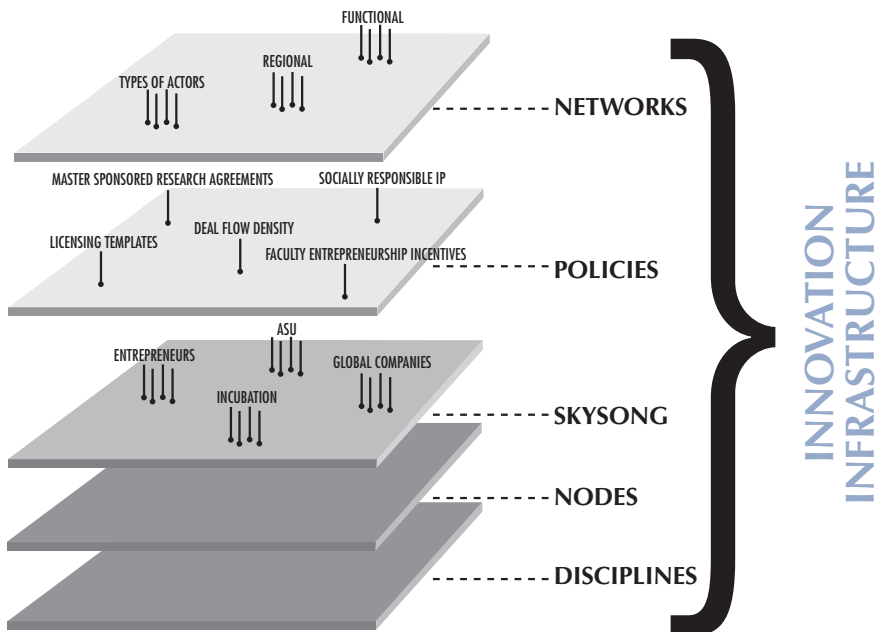 FUNCTIONAL
REGIONAL
TYPES OF ACTORS
NETWORKS
MASTER SPONSORED RESEARCH AGREEMENTS
SOCIALLY RESPONSIBLE IP
DEAL FLOW DENSITY
LICENSING TEMPLATES
FACULTY ENTREPRENEURSHIP INCENTIVES
POLICIES
ASU
ENTREPRENEURS
GLOBAL COMPANIES
INCUBATION
SKYSONG
NODES
DISCIPLINES
INNOVATION
INFRASTRUCTURE